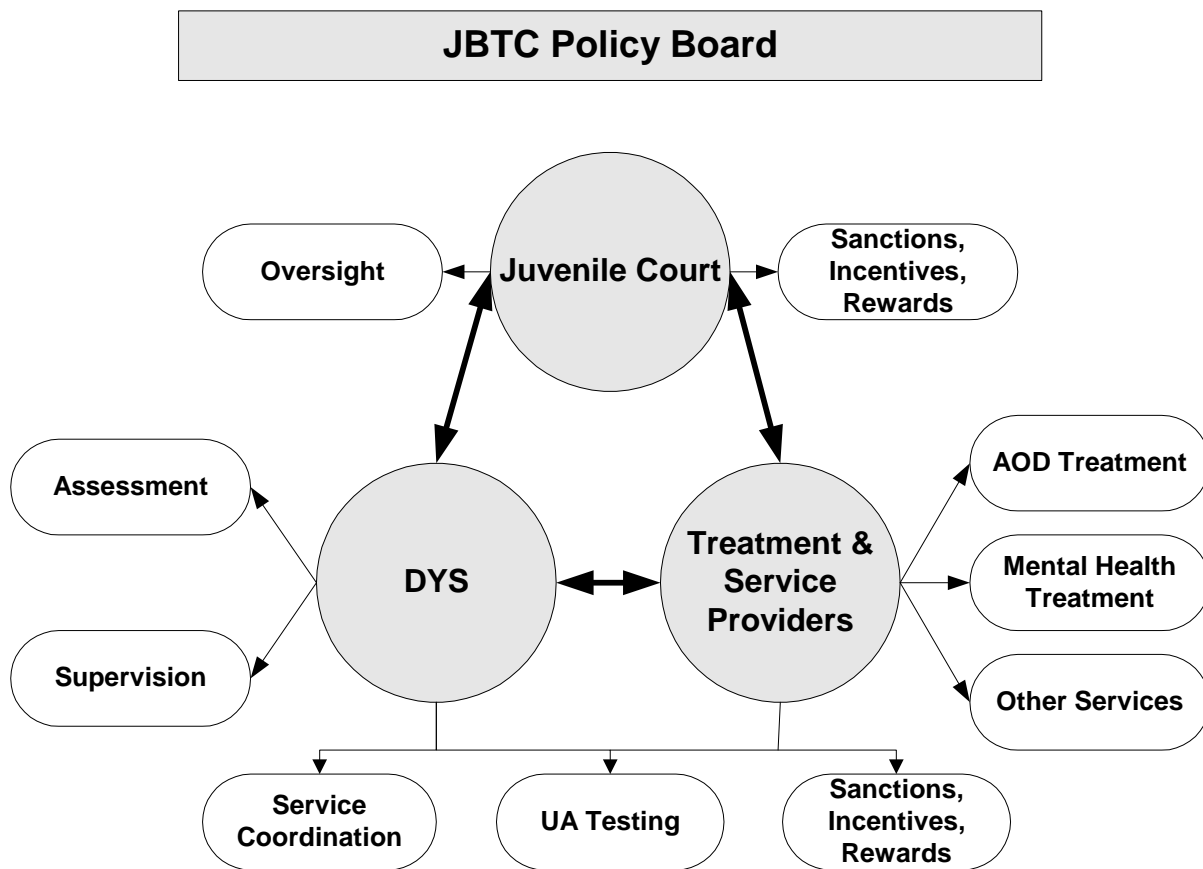 JBTC Policy Board
Juvenile Court
Oversight
Sanctions,
Incentives,
Rewards
Assessment
Supervision
DYS
Treatment &
Service
Providers
AOD Treatment
Mental Health
Treatment
Other Services
Service
Coordination
UA Testing
Sanctions,
Incentives,
Rewards